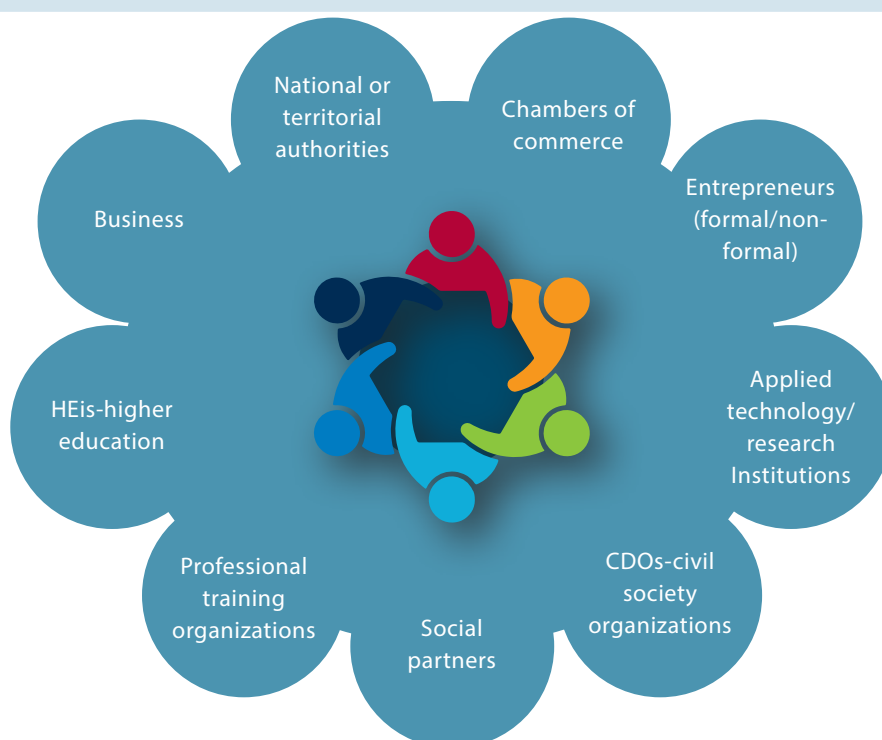 National or
territorial
authorities
Chambers of
commerce
Entrepreneurs
(formal/non-
formal)
Business
Applied
technology/
research
Institutions
HEis-higher
education
CDOs-civil
society
organizations
Professional
training
organizations
Social
partners